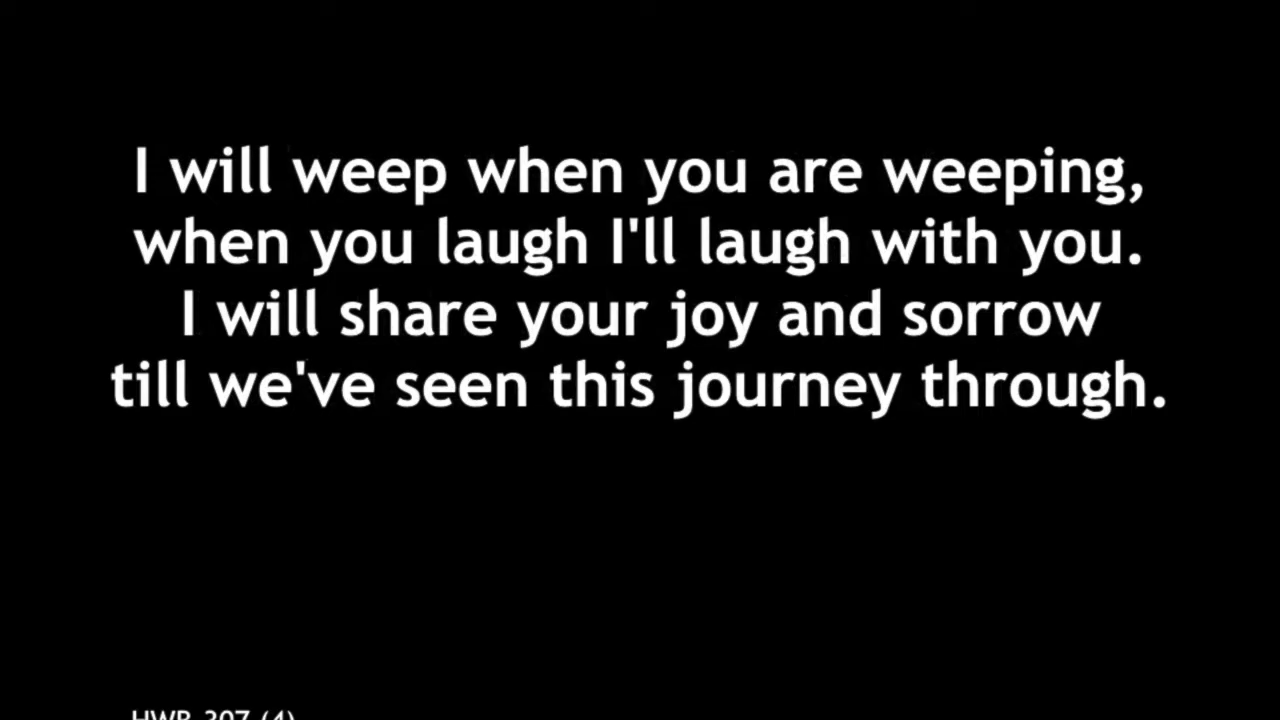 I will weep when you are weeping,
when you laugh I'll laugh with you.
I will share your joy and sorrow
till we've seen this journey through.
HWB 307 (4)